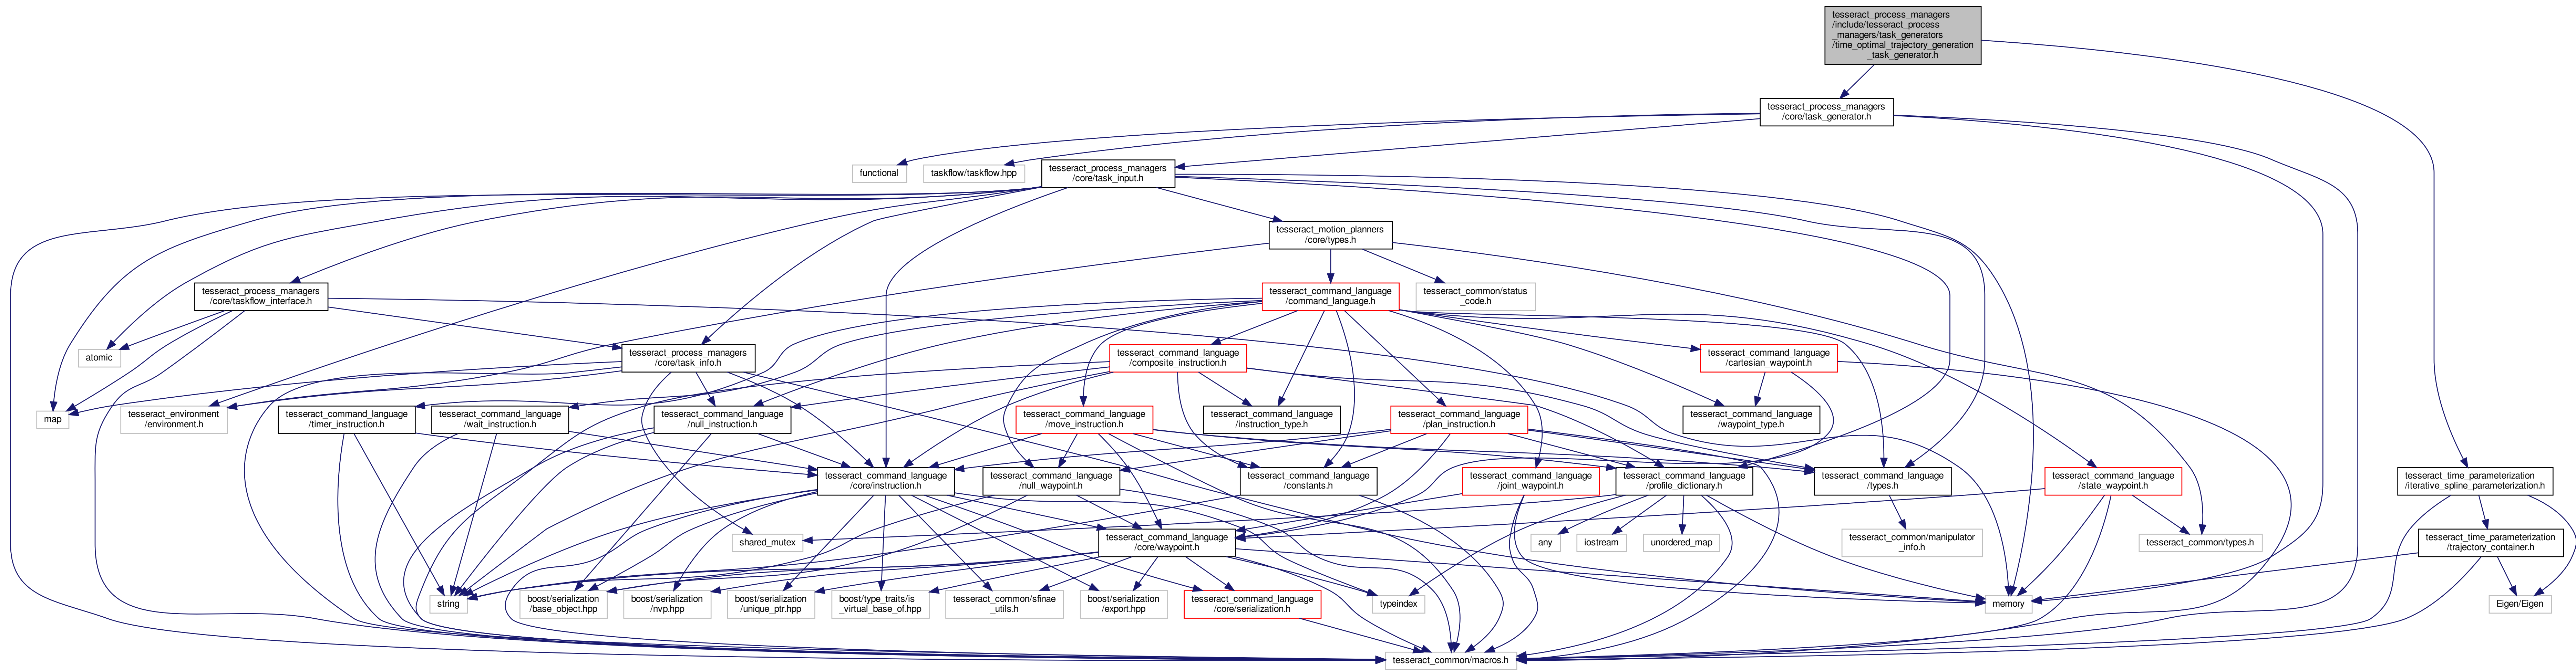 tesseract_process_managers
/include/tesseract_process
_managers/task_generators
/time_optimal_trajectory_generation
_task_generator.h
tesseract_process_managers
/core/task_generator.h
functional
taskflow/taskflow.hpp
tesseract_process_managers
/core/task_input.h
tesseract_motion_planners
/core/types.h
tesseract_process_managers
/core/taskflow_interface.h
tesseract_command_language
/command_language.h
tesseract_common/status
_code.h
atomic
tesseract_process_managers
/core/task_info.h
tesseract_command_language
/composite_instruction.h
tesseract_command_language
/cartesian_waypoint.h
map
tesseract_environment
/environment.h
tesseract_command_language
/timer_instruction.h
tesseract_command_language
/wait_instruction.h
tesseract_command_language
/null_instruction.h
tesseract_command_language
/move_instruction.h
tesseract_command_language
/instruction_type.h
tesseract_command_language
/plan_instruction.h
tesseract_command_language
/waypoint_type.h
tesseract_command_language
/core/instruction.h
tesseract_command_language
/null_waypoint.h
tesseract_command_language
/constants.h
tesseract_command_language
/joint_waypoint.h
tesseract_command_language
/profile_dictionary.h
tesseract_command_language
/types.h
tesseract_command_language
/state_waypoint.h
tesseract_time_parameterization
/iterative_spline_parameterization.h
shared_mutex
tesseract_command_language
/core/waypoint.h
any
iostream
unordered_map
tesseract_common/manipulator
_info.h
tesseract_common/types.h
tesseract_time_parameterization
/trajectory_container.h
string
boost/serialization
/base_object.hpp
boost/serialization
/nvp.hpp
boost/serialization
/unique_ptr.hpp
boost/type_traits/is
_virtual_base_of.hpp
tesseract_common/sfinae
_utils.h
boost/serialization
/export.hpp
tesseract_command_language
/core/serialization.h
typeindex
memory
Eigen/Eigen
tesseract_common/macros.h